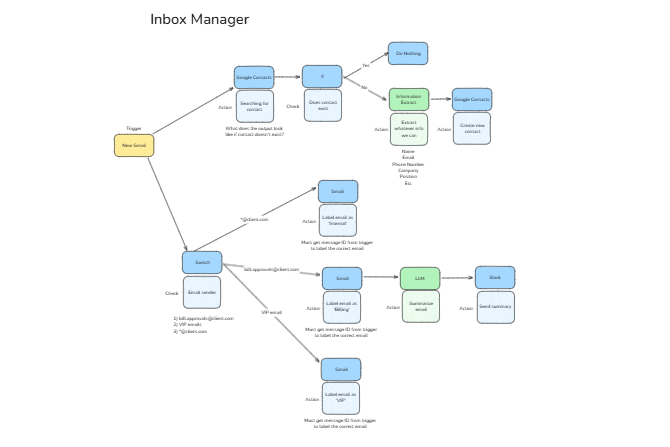 Inbox Manager
Trigger
New Gmail
Google Contacts
Action
Searching for
contact
What does the output look
like if contact doesn't exist?
If
Check
Does contact
exist
Yes
No
Do Nothing
Information
Extract
Action
Extract
whatever info
we can
Name
Email
Phone Number
Company
Position
Etc.
Google Contacts
Action
Create new
contact
Switch
Check
Email sender
1) bill.approvals@client.com
2) VIP emails
3) *@client.com
*@client.com
Gmail
Action
Label email as
'Internal'
Must get message ID from trigger
to label the correct email
bill.approvals@client.com
Gmail
Action
Label email as
'Billing'
Must get message ID from trigger
to label the correct email
LLM
Action
Summarize
email
Slack
Action
Send summary
VIP email
Gmail
Action
Label email as
'VIP'
Must get message ID from trigger
to label the correct email